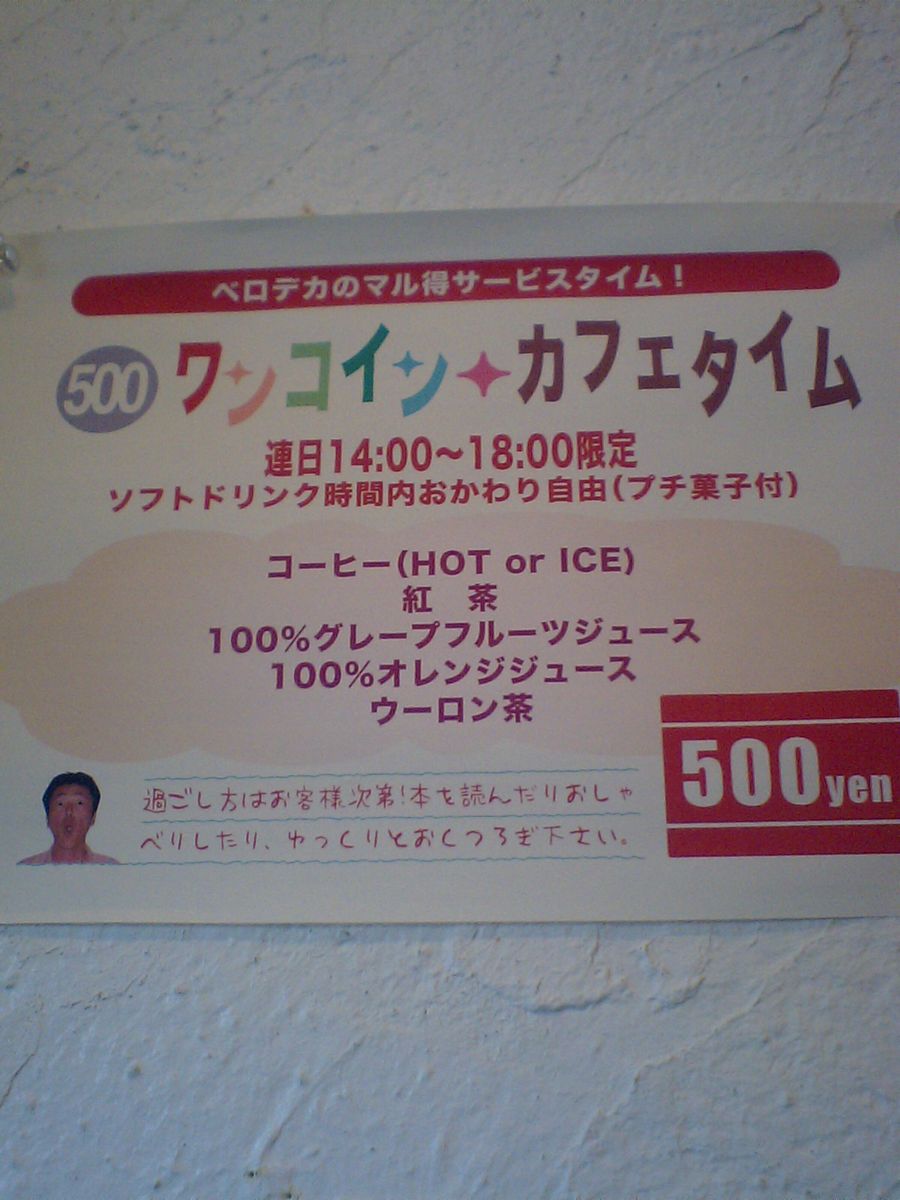 ベロデカのマル得サービスタイム！
500 ワンコイン カフェタイム
連日14:00〜18:00限定
ソフトドリンク時間内おかわり自由（プチ菓子付）
コーヒー（HOT or ICE）
紅　茶
100%グレープフルーツジュース
100%オレンジジュース
ウーロン茶
500yen
過ごし方はお客様次第！本を読んだりおしゃ
べりしたり、ゆっくりとおくつろぎ下さい。